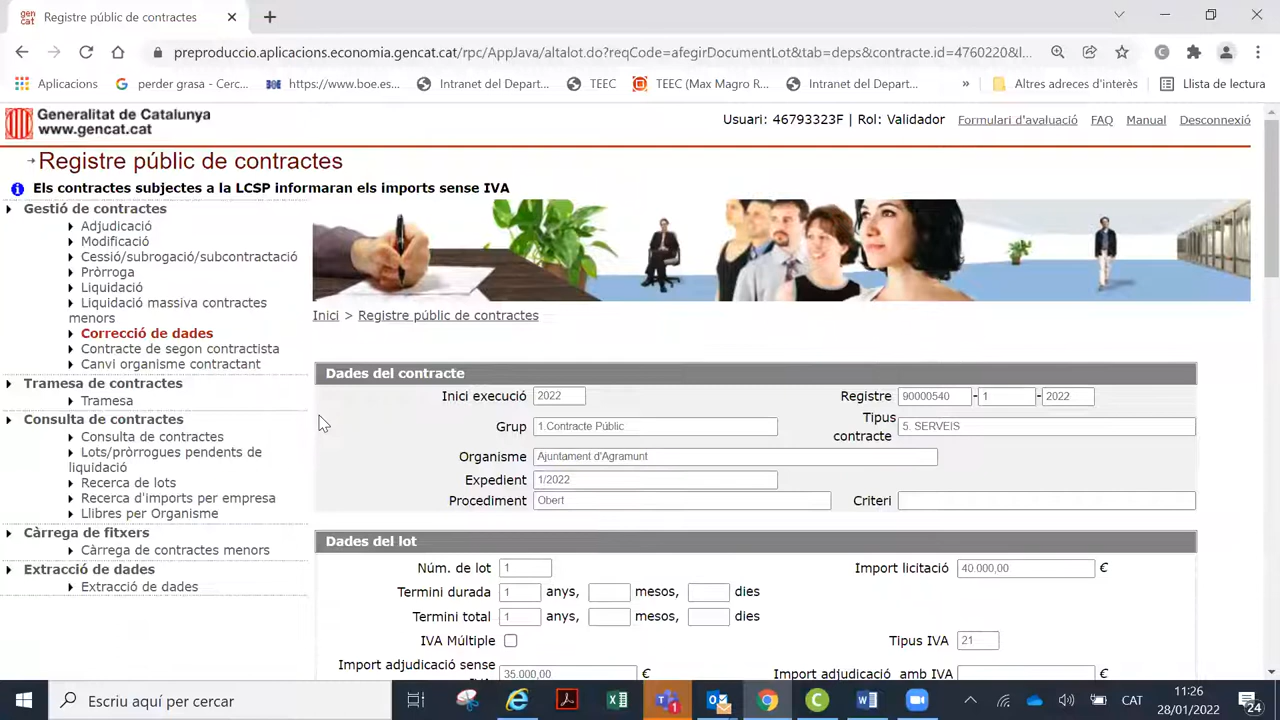 gen
cat
Registre públic de contractes
preproduccio.aplicacions.economia.gencat.cat/rpc/AppJava/altalot.do?reqCode=afegirDocumentLot&tab=deps&contracte.id=4760220&l...
Aplicacions
perder grasa - Cerc...
https://www.boe.es...
Intranet del Depart...
TEEC
TEEC (Max Magro R...
Intranet del Depart...
»
Altres adreces d'interès
Llista de lectura
Generalitat de Catalunya
www.gencat.cat
Usuari: 46793323F | Rol: Validador
Formulari d'avaluació
FAQ
Manual
Desconnexió
Registre públic de contractes
Els contractes subjectes a la LCSP informaran els imports sense IVA
Gestió de contractes
Adjudicació
Modificació
Cessió/subrogació/subcontractació
Pròrroga
Liquidació
Liquidació massiva contractes
menors
Correcció de dades
Contracte de segon contractista
Canvi organisme contractant
Tramesa de contractes
Tramesa
Consulta de contractes
Consulta de contractes
Lots/pròrrogues pendents de
liquidació
Recerca de lots
Recerca d'imports per empresa
Llibres per Organisme
Càrrega de fitxers
Càrrega de contractes menors
Extracció de dades
Extracció de dades
Inici > Registre públic de contractes
Dades del contracte
Inici execució 2022
Registre 90000540 - 1 - 2022
Grup 1.Contracte Públic
Tipus
contracte 5. SERVEIS
Organisme Ajuntament d'Agramunt
Expedient 1/2022
Procediment Obert
Criteri
Dades del lot
Núm. de lot 1
Import licitació 40.000,00 €
Termini durada 1 anys, mesos, dies
Termini total 1 anys, mesos, dies
IVA Múltiple
Tipus IVA 21
Import adjudicació sense
IVA 35.000,00 €
Import adjudicació amb IVA €
Escriu aquí per cercar
CAT
11:26
28/01/2022
24